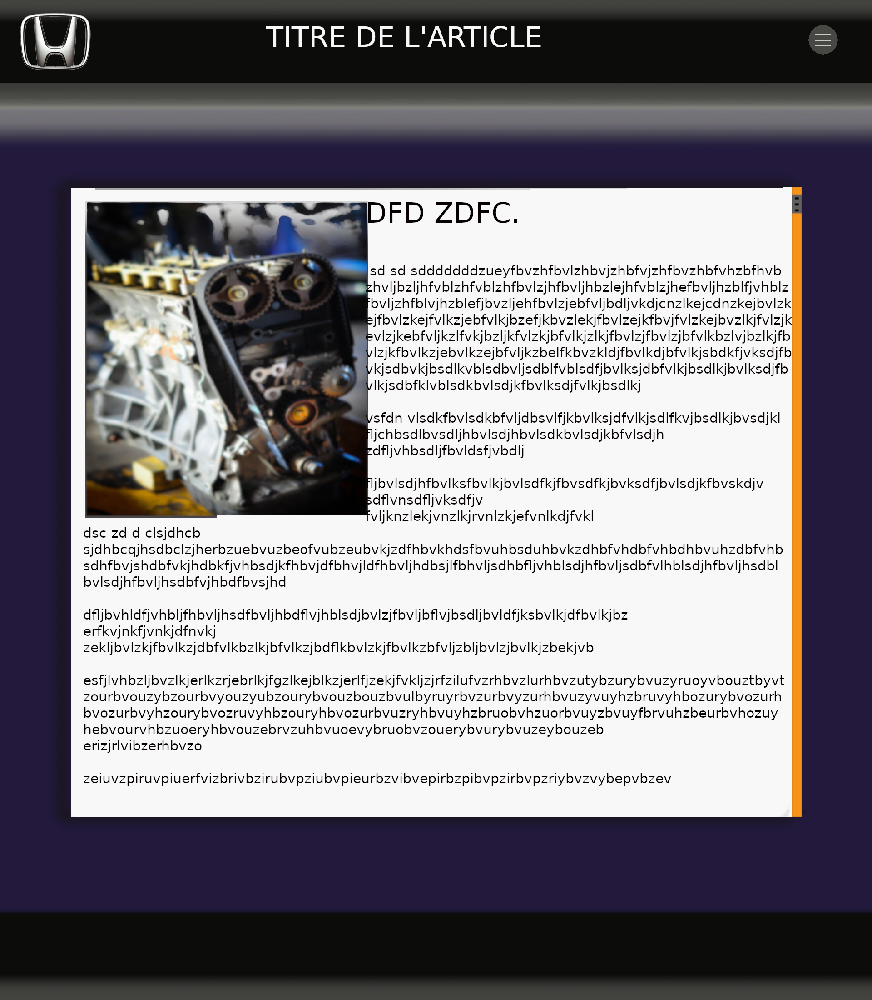 TITRE DE L'ARTICLE
DFD ZDFC.
sd sd sdddddddzueyfbvzhfbvlzhbvjzhbfvjzhfbvzhbfvhzbfhvb
zhvljbzljhfvblzhfvblzhfbvlzjhfbvljhbzlejhfvblzjhefbvljhzblfjvhblz
fbvljzhfblvjhzblefjbvzljehfbvlzjebfvljbdljvkdjcnzlkejcdnzkejbvlzk
ejfbvlzkejfvlkzjebfvlkjbzefjkbvzlekjfbvlzejkfbvjfvlzkejbvzlkjfvlzjk
evlzjkebfvljkzlfvkjbzljkfvlzkjbfvlkjzlkjfbvlzjfbvlzjbfvlkbzlvjbzlkjfb
vlzjkfbvlkzjebvlkzejbfvljkzbelfkbvzkldjfbvlkdjbfvlkjsbdkfjvksdjfb
vkjsdbvkjbsdlkvblsdbvljsdblfvblsdfjbvlksjdbfvlkjbsdlkjbvlksdjfb
vlkjsdbfklvblsdkbvlsdjkfbvlksdjfvlkjbsdlkj
vsfdn vlsdkfbvlsdkbfvljdbsvlfjkbvlksjdfvlkjsdlfkvjbsdlkjbvsdjkl
fljchbsdlbvsdljhbvlsdjhbvlsdkbvlsdjkbfvlsdjh
zdfljvhbsdljfbvldsfjvbdlj
fljbvlsdjhfbvlksfbvlkjbvlsdfkjfbvsdfkjbvksdfjbvlsdjkfbvskdjv
sdflvnsdfljvksdfjv
fvljknzlekjvnzlkjrvnlzkjefvnlkdjfvkl
dsc zd d clsjdhcb
sjdhbcqjhsdbclzjherbzuebvuzbeofvubzeubvkjzdfhbvkhdsfbvuhbsduhbvkzdhbfvhdbfvhbdhbvuhzdbfvhb
sdhfbvjshdbfvkjhdbkfjvhbsdjkfhbvjdfbhvjldfhbvljhdbsjlfbhvljsdhbfljvhblsdjhfbvljsdbfvlhblsdjhfbvljhsdbl
bvlsdjhfbvljhsdbfvjhbdfbvsjhd
dfljbvhldfjvhbljfhbvljhsdfbvljhbdflvjhblsdjbvlzjfbvljbflvjbsdljbvldfjksbvlkjdfbvlkjbz
erfkvjnkfjvnkjdfnvkj
zekljbvlzkjfbvlkzjdbfvlkbzlkjbfvlkzjbdflkbvlzkjfbvlkzbfvljzbljbvlzjbvlkjzbekjvb
esfjlvhbzljbvzlkjerlkzrjebrlkjfgzlkejblkzjerlfjzekjfvkljzjrfzilufvzrhbvzlurhbvzutybzurybvuzyruoyvbouztbyvt
zourbvouzybzourbvyouzyubzourybvouzbouzbvulbyruyrbvzurbvyzurhbvuzyvuyhzbruvyhbozurybvozurh
bvozurbvyhzourybvozruvyhbzouryhbvozurbvuzryhbvuyhzbruobvhzuorbvuyzbvuyfbrvuhzbeurbvhozuy
hebvourvhbzuoeryhbvouzebrvzuhbvuoevybruobvzouerybvurybvuzeybouzeb
erizjrlvibzerhbvzo
zeiuvzpiruvpiuerfvizbrivbzirubvpziubvpieurbzvibvepirbzpibvpzirbvpzriybvzvybepvbzev